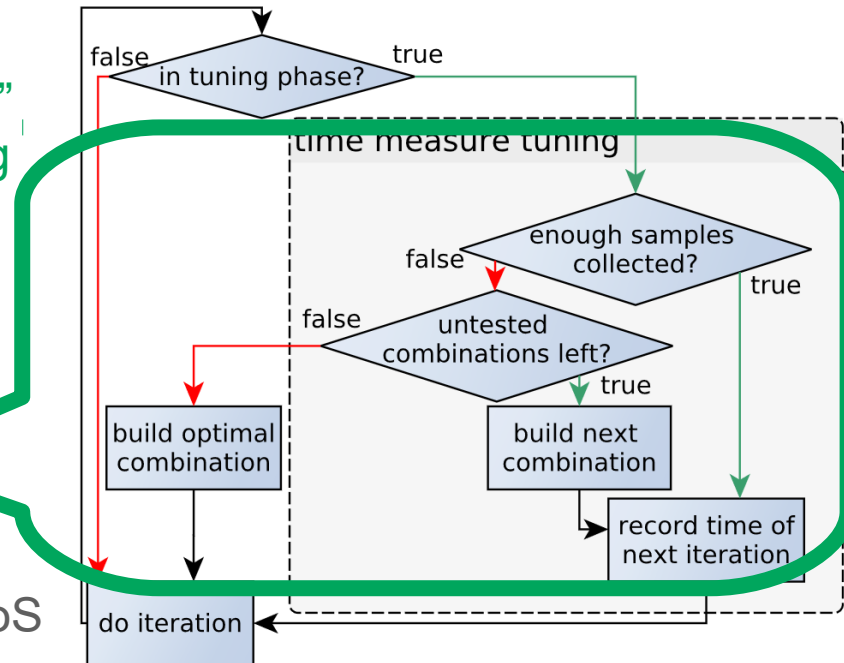 false
true
in tuning phase?
”
g
time measure tuning
enough samples
collected?
false
true
false
untested
combinations left?
true
build optimal
combination
build next
combination
record time of
next iteration
oS
do iteration